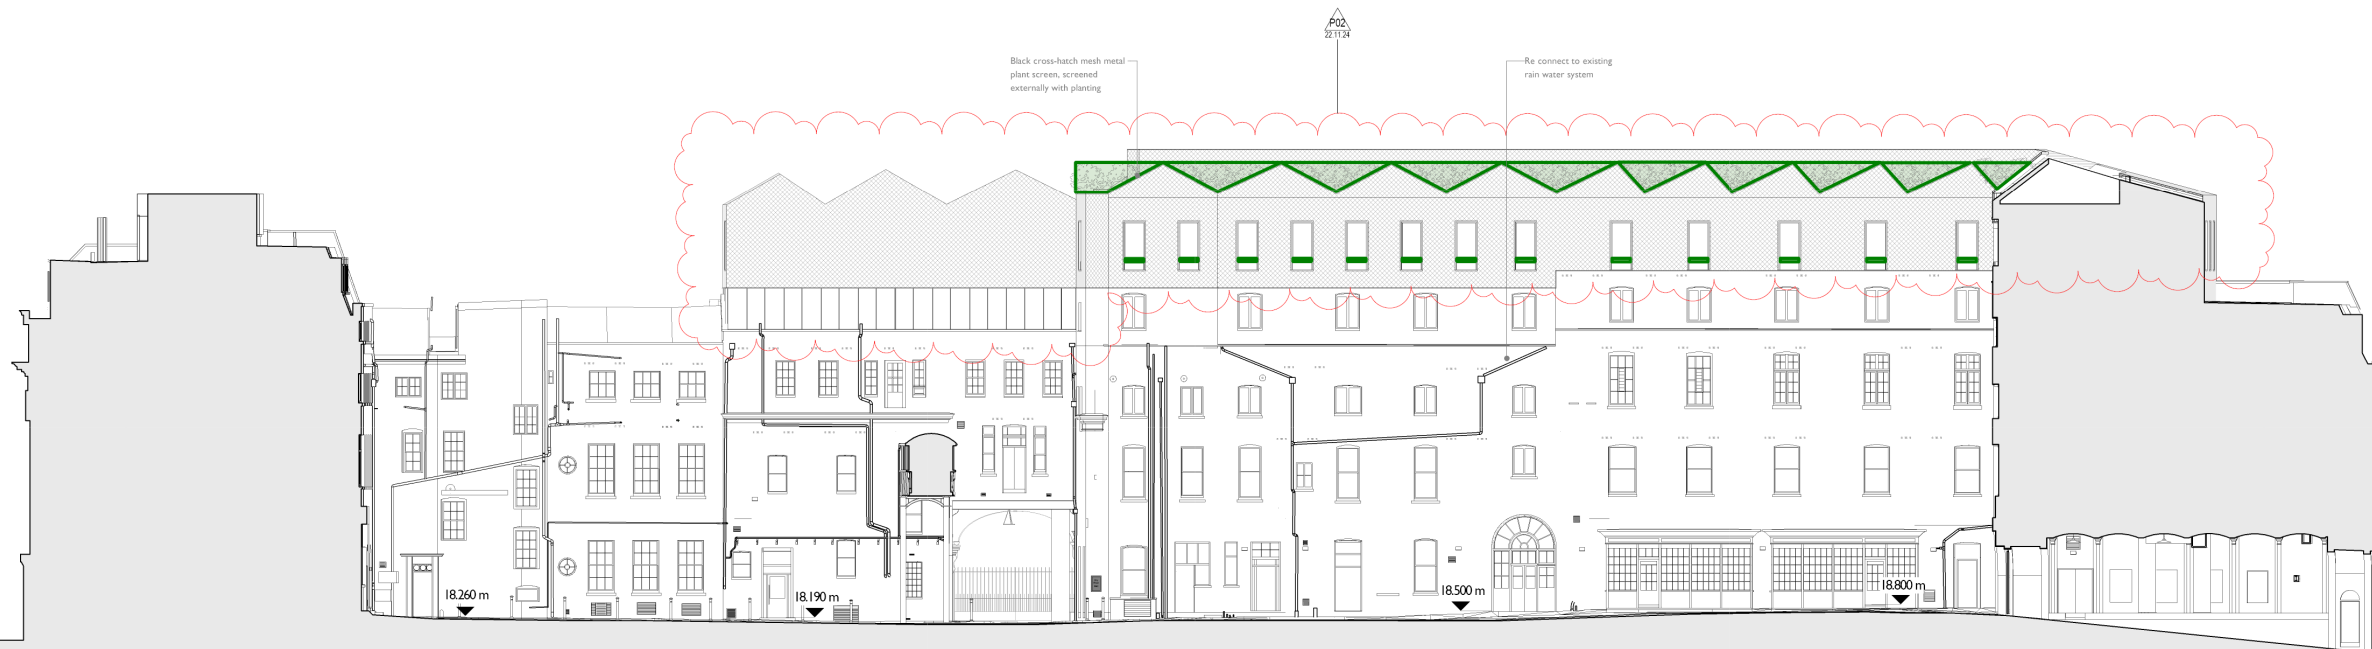 P02
22.11.24
Black cross-hatch mesh metal
plant screen, screened
externally with planting
Re connect to existing
rain water system
18.260 m
18.190 m
18.500 m
18.800 m